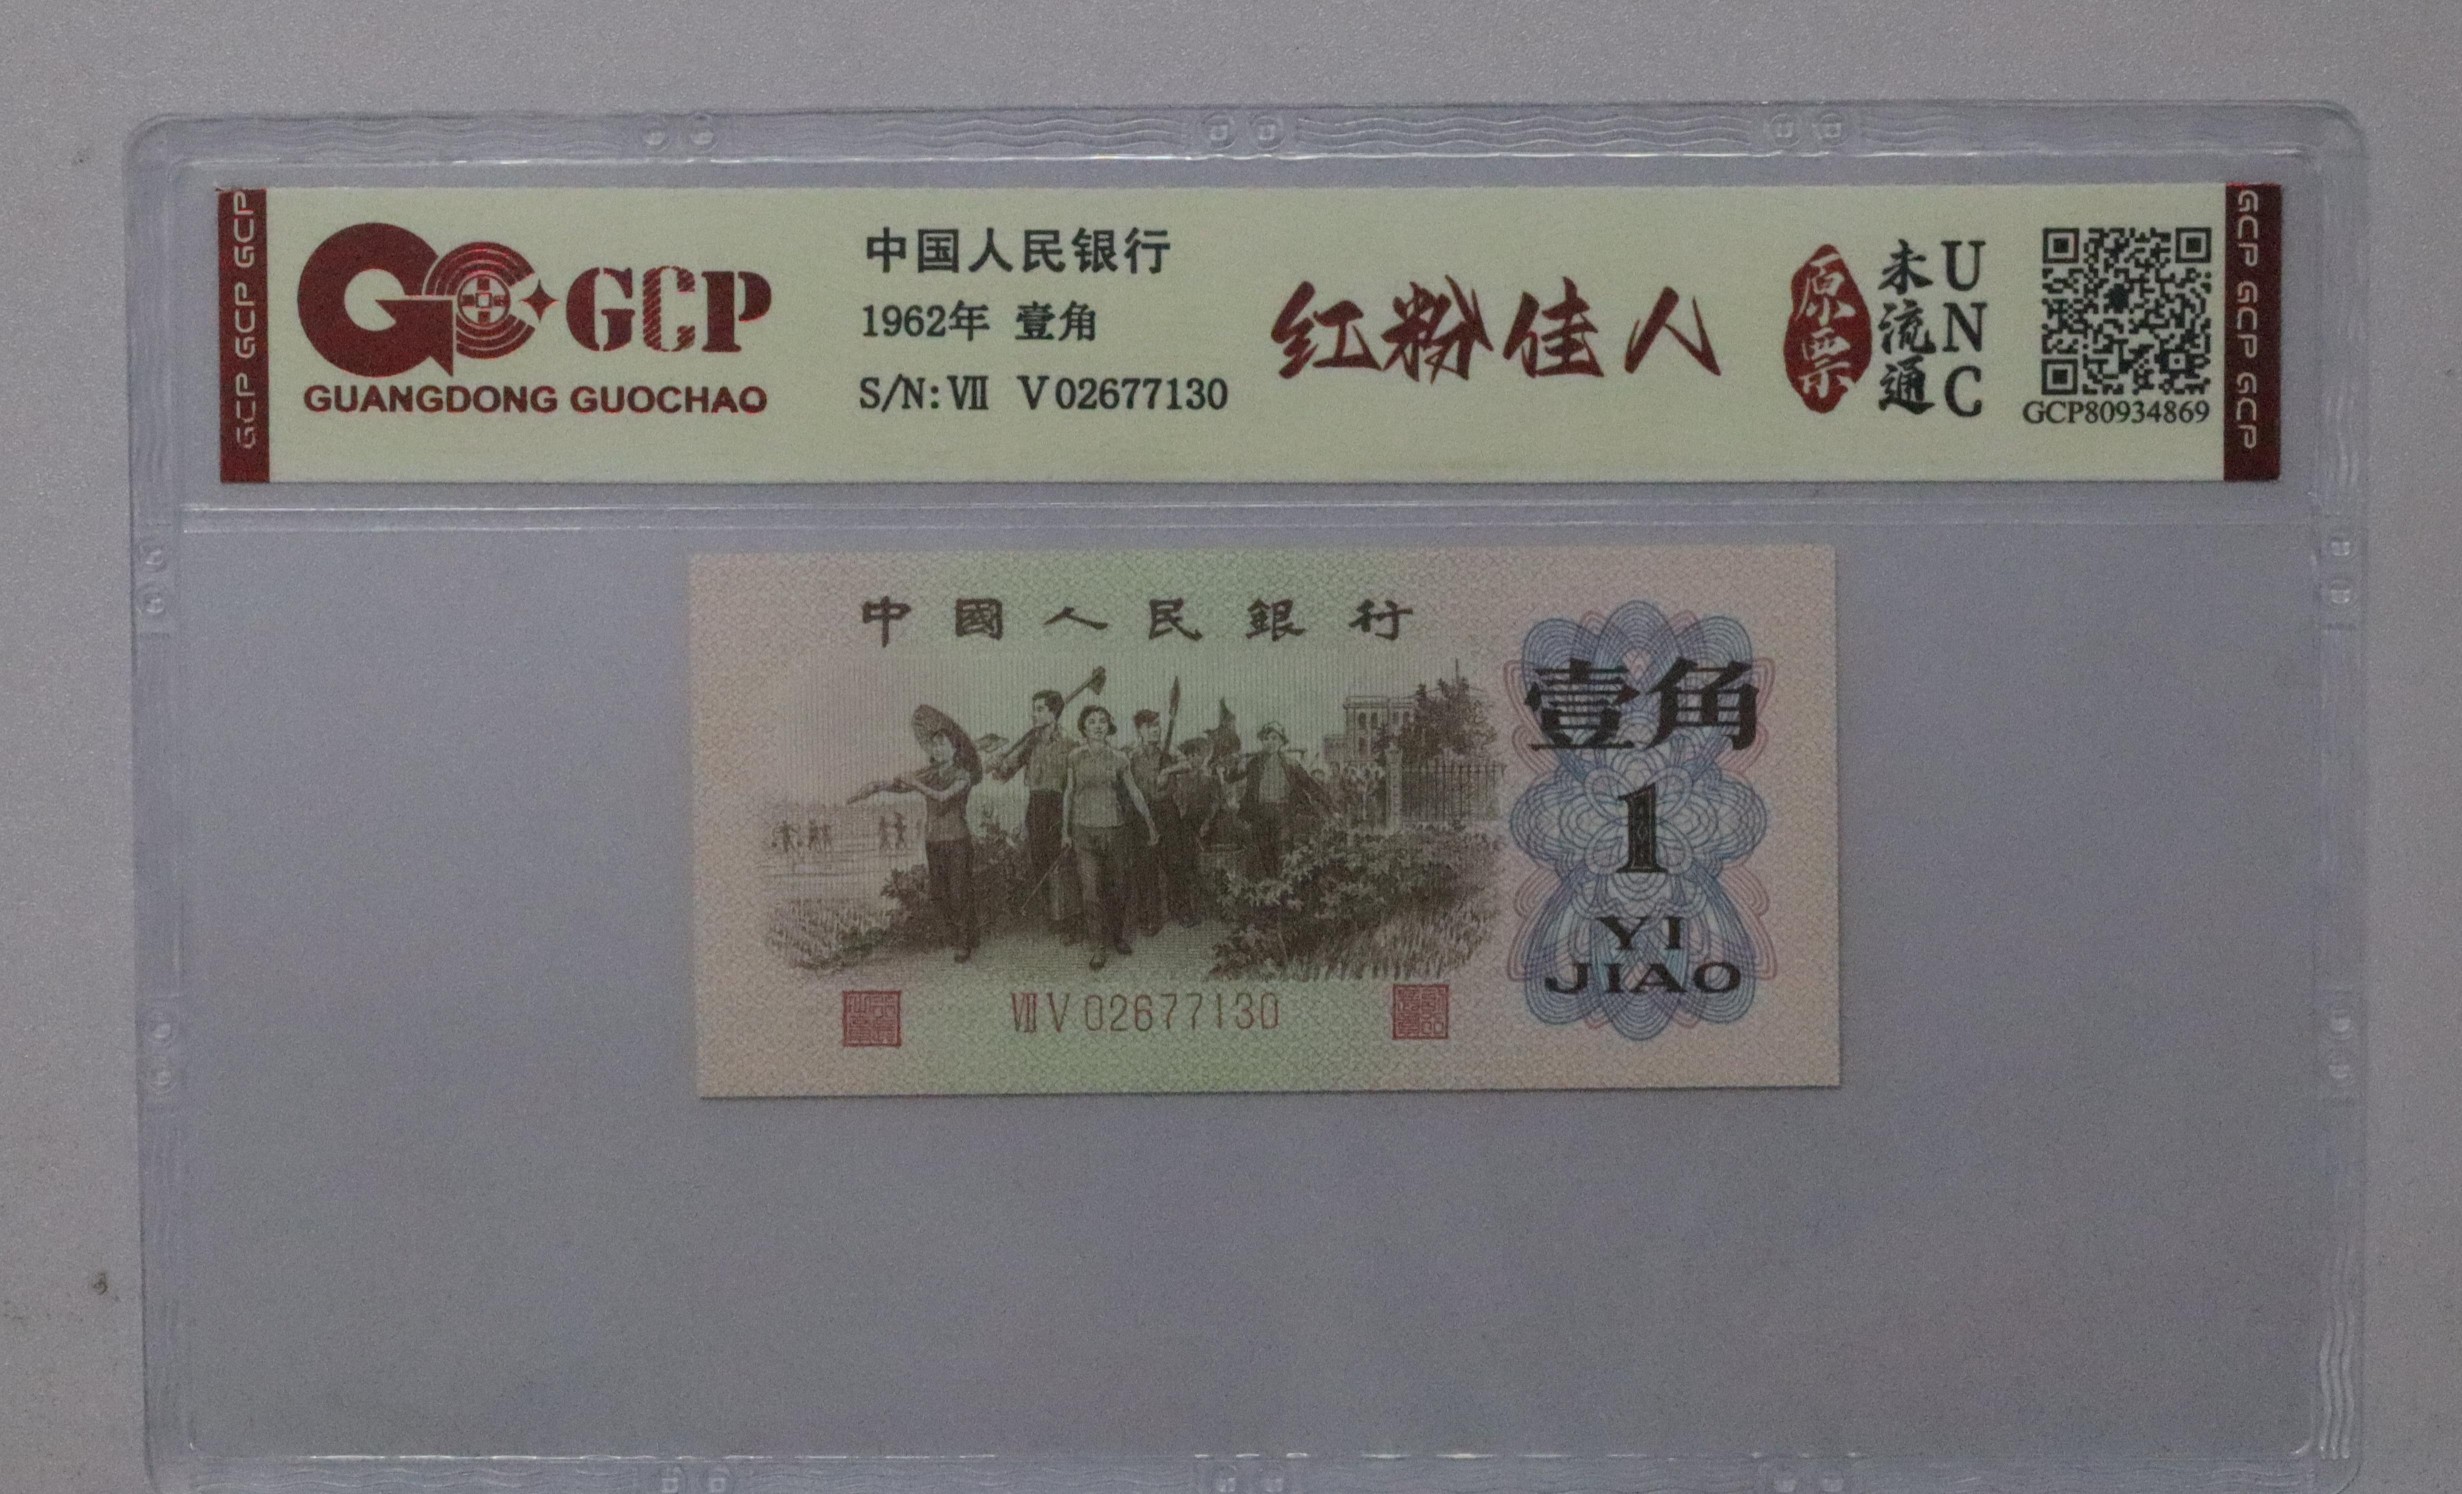 GCP GCP GCP
GCP
GUANGDONG GUOCHAO
中国人民银行
1962年 壹角
S/N: Ⅶ V 02677130
红粉佳人
原票
未流通
UNC
GCP80934869
GCP GCP GCP
中國人民銀行
壹角
1
YI
JIAO
Ⅶ V 02677130